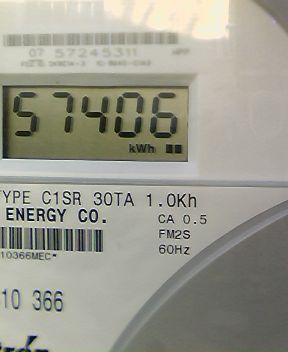 07 57245311 APP
57406
kWh
TYPE C1SR 30TA 1.0Kh
ENERGY CO.
CA 0.5
FM2S
60Hz
10366MEC*
10 366